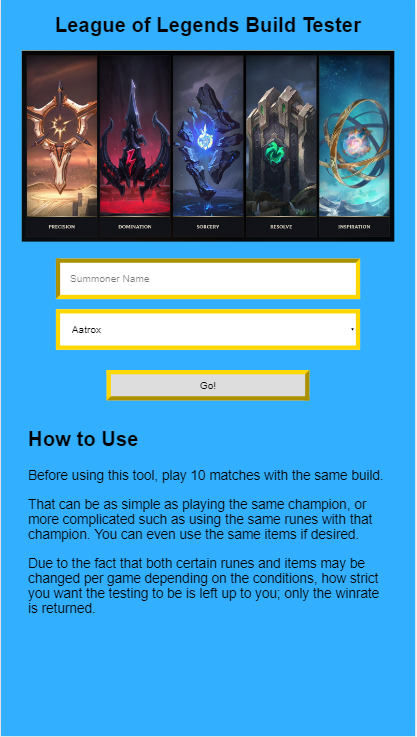 League of Legends Build Tester
PRECISION
DOMINATION
SORCERY
RESOLVE
INSPIRATION
Summoner Name
Aatrox
Go!
How to Use
Before using this tool, play 10 matches with the same build.
That can be as simple as playing the same champion, or
more complicated such as using the same runes with that
champion. You can even use the same items if desired.
Due to the fact that both certain runes and items may be
changed per game depending on the conditions, how strict
you want the testing to be is left up to you; only the winrate
is returned.